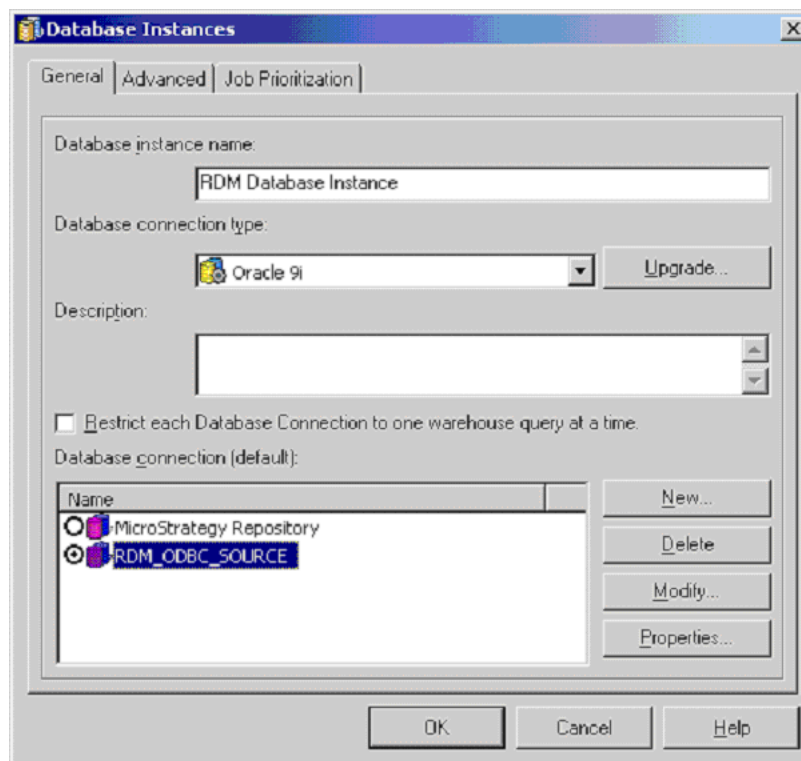 Database Instances
General Advanced Job Prioritization
Database instance name:
RDM Database Instance
Database connection type:
Oracle 9i Upgrade...
Description:
Restrict each Database Connection to one warehouse query at a time.
Database connection (default):
Name New...
MicroStrategy Repository
RDM_ODBC_SOURCE Delete
Modify...
Properties...
OK Cancel Help